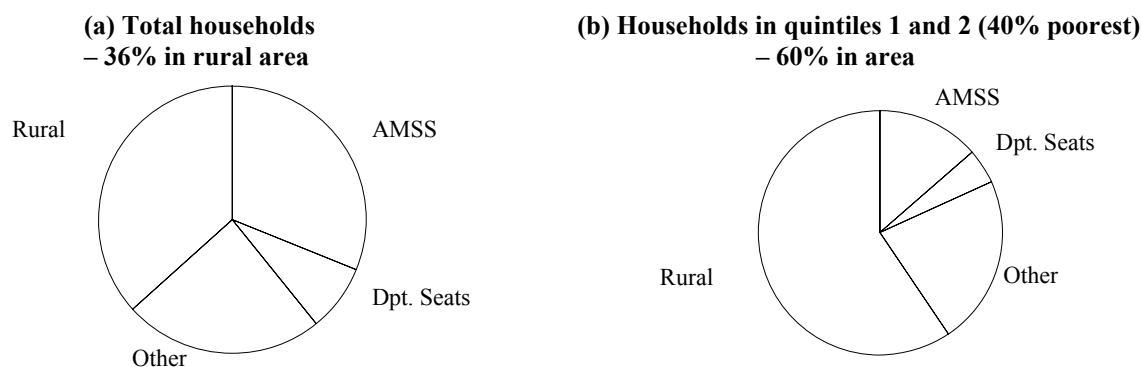 (a) Total households
– 36% in rural area
Rural
AMSS
Dpt. Seats
Other
(b) Households in quintiles 1 and 2 (40% poorest)
– 60% in area
AMSS
Dpt. Seats
Rural
Other